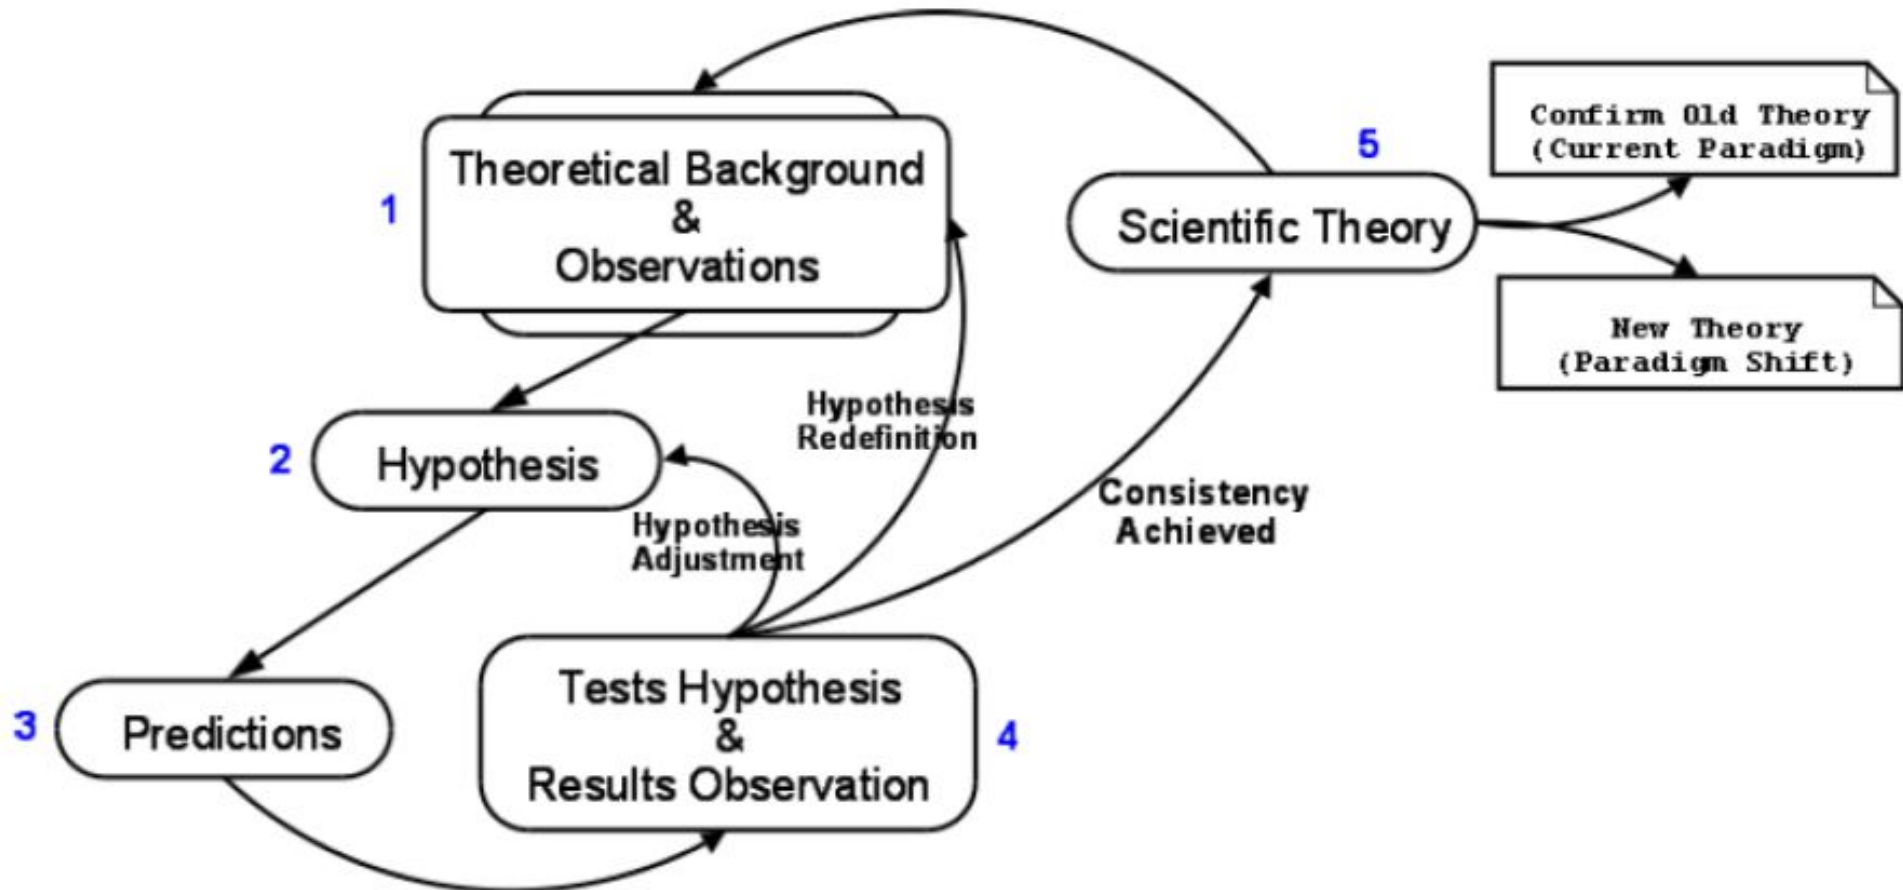 1
Theoretical Background
&
Observations
5
Scientific Theory
Confirm Old Theory
(Current Paradigm)
New Theory
(Paradigm Shift)
2
Hypothesis
Hypothesis
Redefinition
Hypothesis
Adjustment
Consistency
Achieved
3
Predictions
Tests Hypothesis
&
Results Observation
4